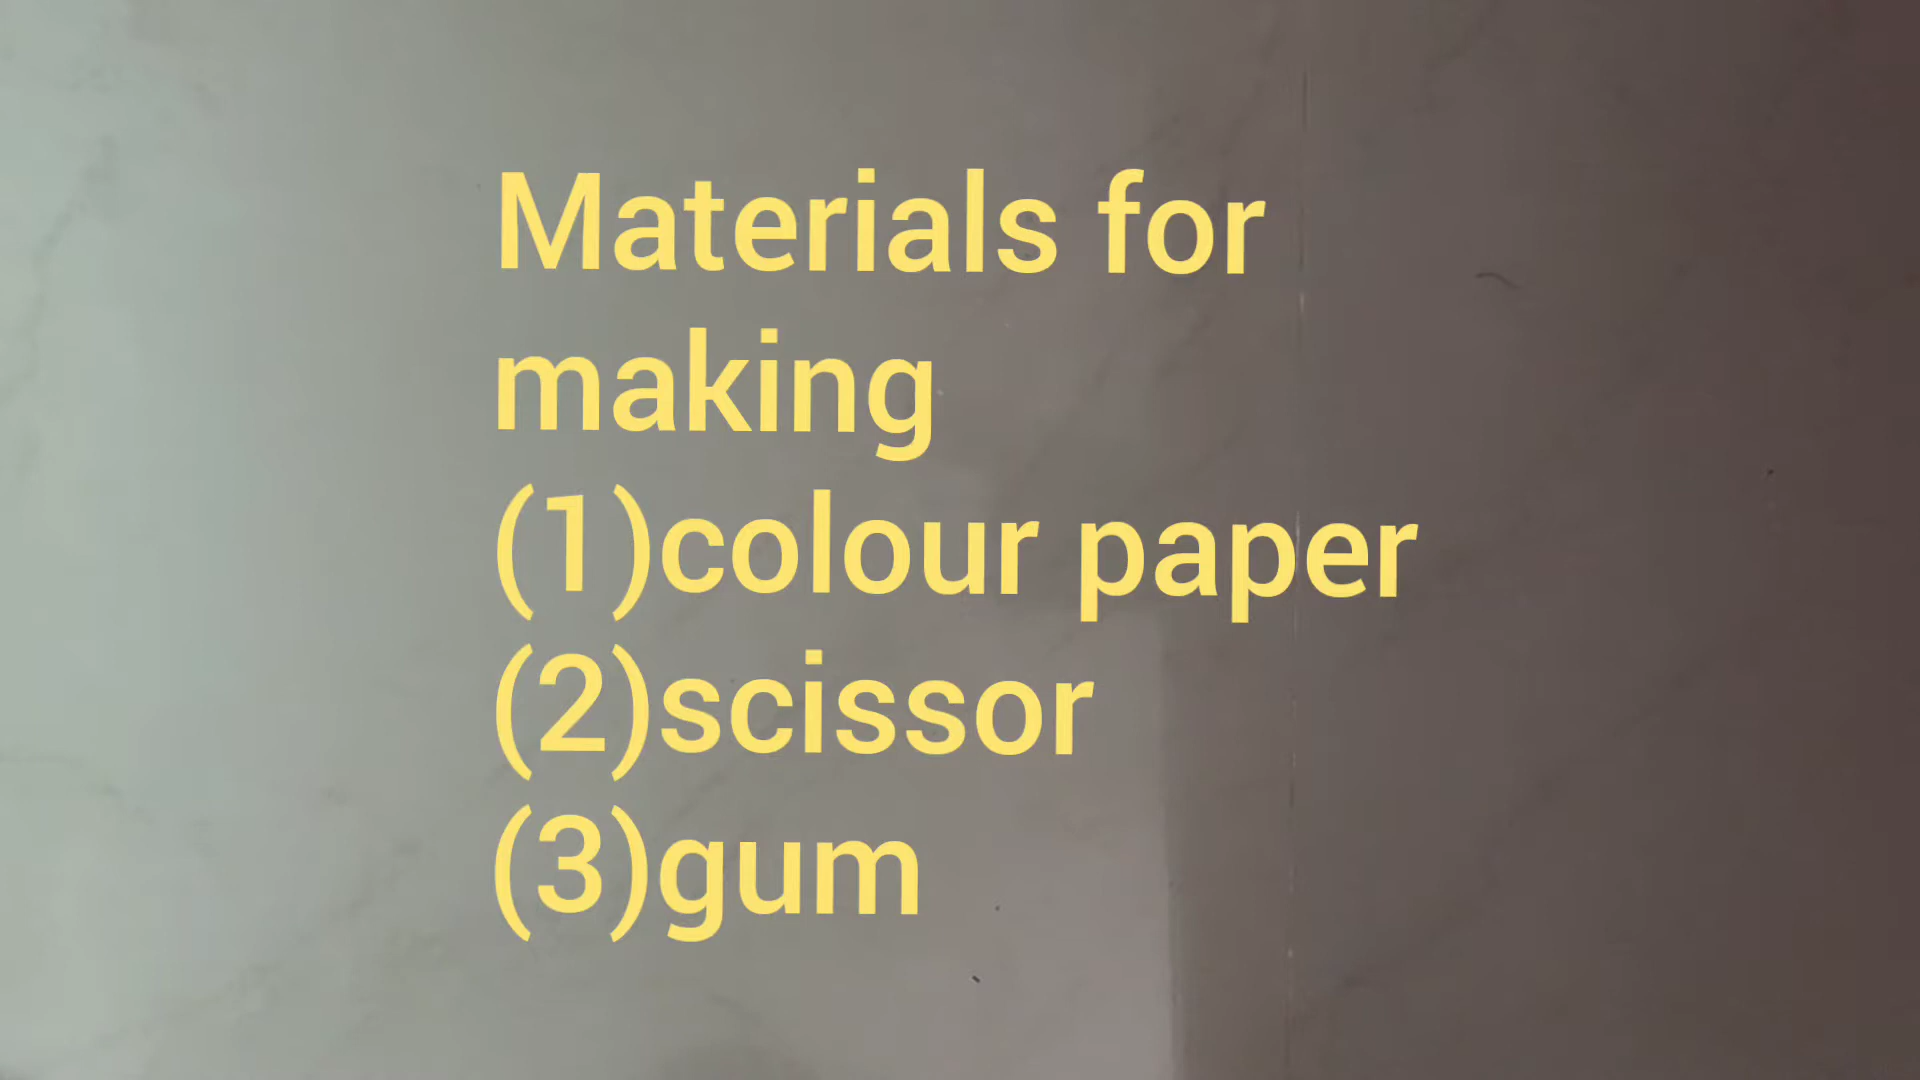 Materials for
making
(1)colour paper
(2)scissor
(3)gum